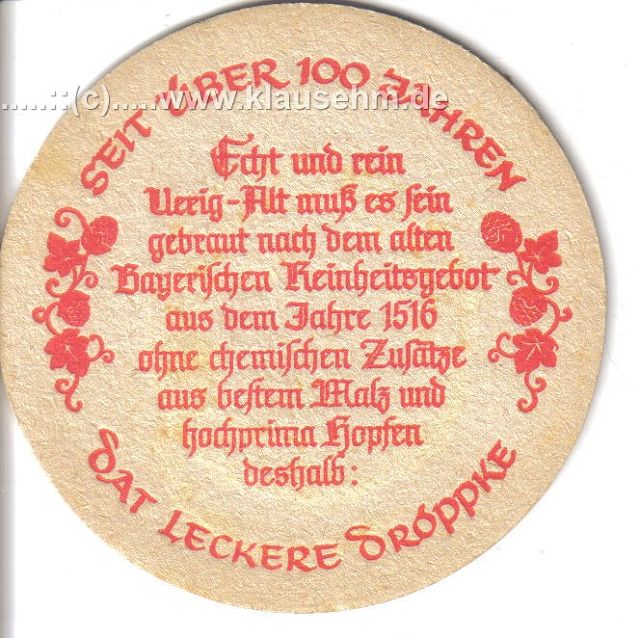 SEIT ÜBER 100 JAHREN
......::(c).....www.klausehm.de
Echt und rein
Uerig-Alt muß es sein
gebraut nach dem alten
Bayerischen Reinheitsgebot
aus dem Jahre 1516
ohne chemischen Zusätze
aus bestem Malz und
hochprima Hopfen
deshalb:
DAT LECKERE DRÖPPKE